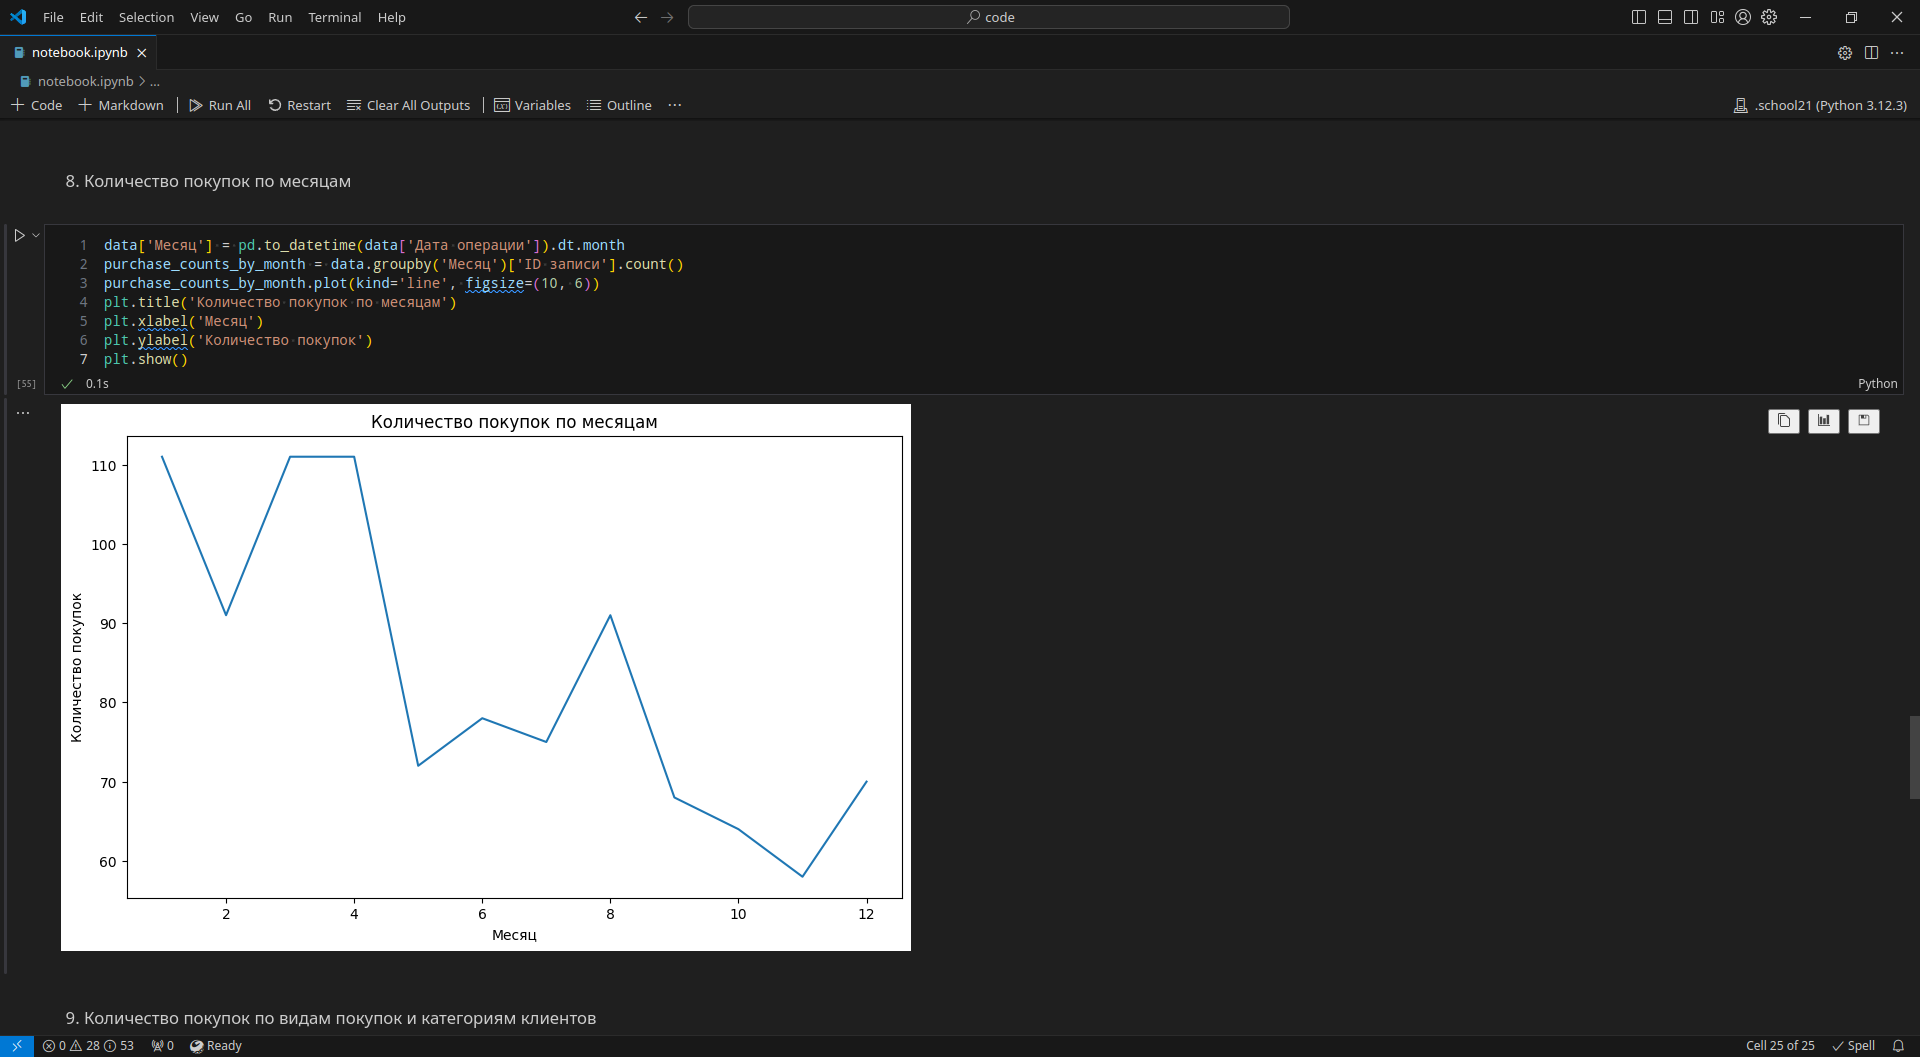 File Edit Selection View Go Run Terminal Help
code
notebook.ipynb
notebook.ipynb > ...
Code Markdown Run All Restart Clear All Outputs Variables Outline ...
.school21 (Python 3.12.3)
8. Количество покупок по месяцам
1 data['Месяц'] = pd.to_datetime(data['Дата операции']).dt.month
2 purchase_counts_by_month = data.groupby('Месяц')['ID записи'].count()
3 purchase_counts_by_month.plot(kind='line', figsize=(10, 6))
4 plt.title('Количество покупок по месяцам')
5 plt.xlabel('Месяц')
6 plt.ylabel('Количество покупок')
7 plt.show()
[55] 0.1s Python
Количество покупок по месяцам
110
100
90
80
70
60
Количество покупок
2 4 6 8 10 12
Месяц
9. Количество покупок по видам покупок и категориям клиентов
0 28 53 0 Ready
Cell 25 of 25 Spell